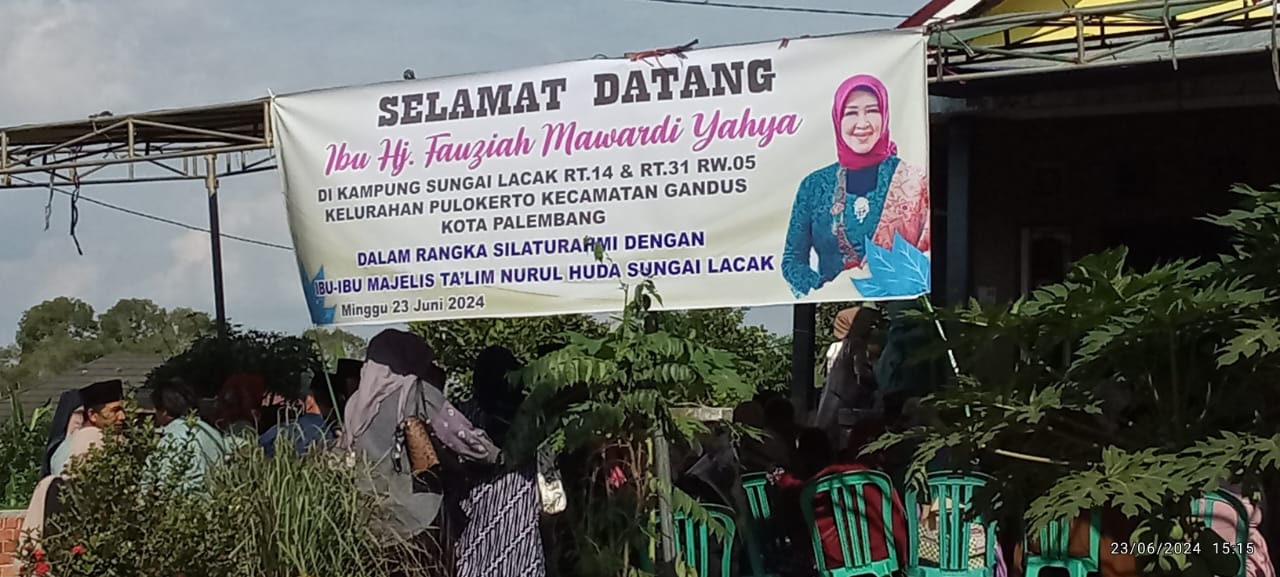 SELAMAT DATANG
Ibu Hj. Fauziah Mawardi Yahya
DI KAMPUNG SUNGAI LACAK RT.14 & RT.31 RW.05
KELURAHAN PULOKERTO KECAMATAN GANDUS
KOTA PALEMBANG
DALAM RANGKA SILATURAHMI DENGAN
IBU-IBU MAJELIS TA'LIM NURUL HUDA SUNGAI LACAK
Minggu 23 Juni 2024
23/06/2024 15:15